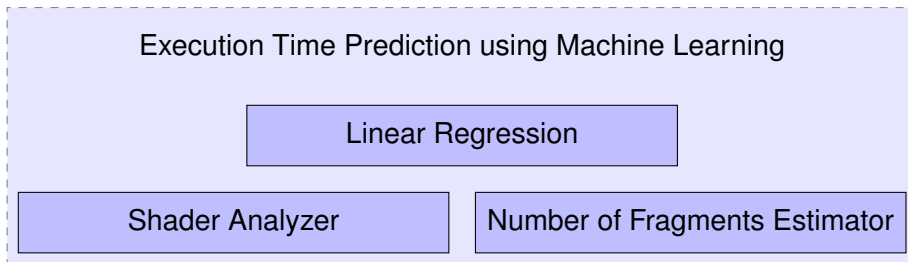 Execution Time Prediction using Machine Learning
Linear Regression
Shader Analyzer
Number of Fragments Estimator